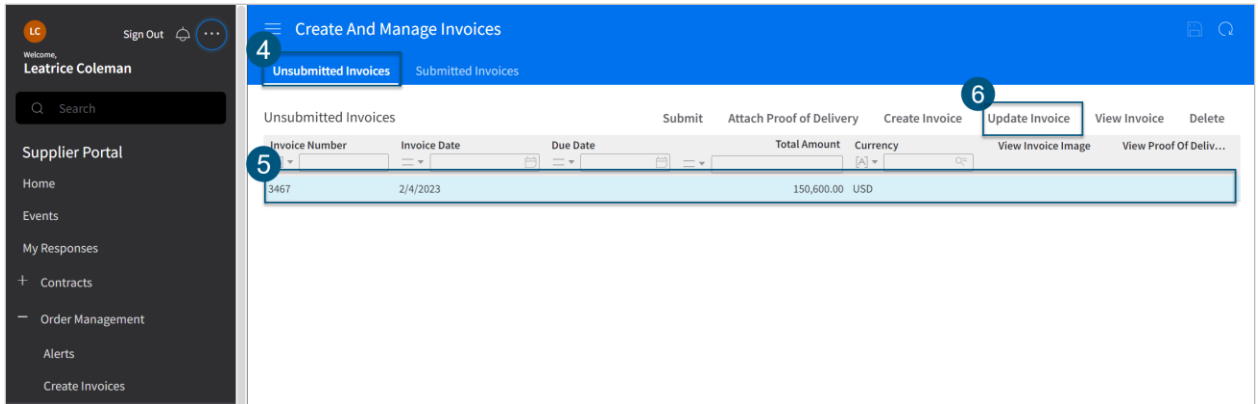 LC
Sign Out
Welcome,
Leatrice Coleman
Search
Supplier Portal
Home
Events
My Responses
+ Contracts
− Order Management
Alerts
Create Invoices
Create And Manage Invoices
4
Unsubmitted Invoices Submitted Invoices
6
Unsubmitted Invoices Submit Attach Proof of Delivery Create Invoice Update Invoice View Invoice Delete
Invoice Number Invoice Date Due Date Total Amount Currency View Invoice Image View Proof Of Deliv...
5
[A]
3467 2/4/2023 150,600.00 USD